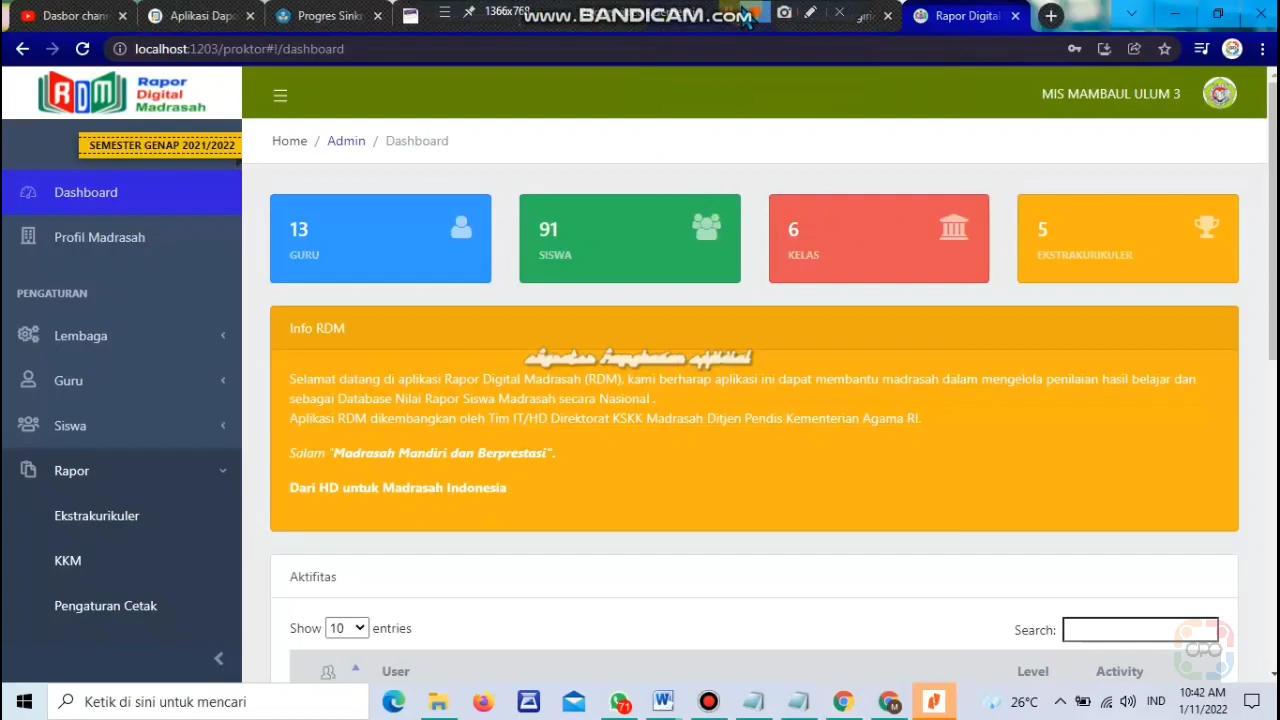 Channel dan
Aplikasi Dap
Progres Sink
1366x768
www.BANDICAM.com
Rapor Digital
localhost:1203/proktor#!/dashboard
RDM Rapor Digital Madrasah
MIS MAMBAUL ULUM 3
SEMESTER GENAP 2021/2022
Home / Admin / Dashboard
Dashboard
Profil Madrasah
PENGATURAN
Lembaga
Guru
Siswa
Rapor
Ekstrakurikuler
KKM
Pengaturan Cetak
13
GURU
91
SISWA
6
KELAS
5
EKSTRAKURIKULER
Info RDM
Selamat datang di aplikasi Rapor Digital Madrasah (RDM), kami berharap aplikasi ini dapat membantu madrasah dalam mengelola penilaian hasil belajar dan
sebagai Database Nilai Rapor Siswa Madrasah secara Nasional .
Aplikasi RDM dikembangkan oleh Tim IT/HD Direktorat KSKK Madrasah Ditjen Pendis Kementerian Agama RI.
Salam "Madrasah Mandiri dan Berprestasi".
Dari HD untuk Madrasah Indonesia
Aktifitas
Show 10 entries
Search:
User
Level
Activity
OPO
Ketik di sini untuk mencari
71
26°C
IND
10:42 AM
1/11/2022